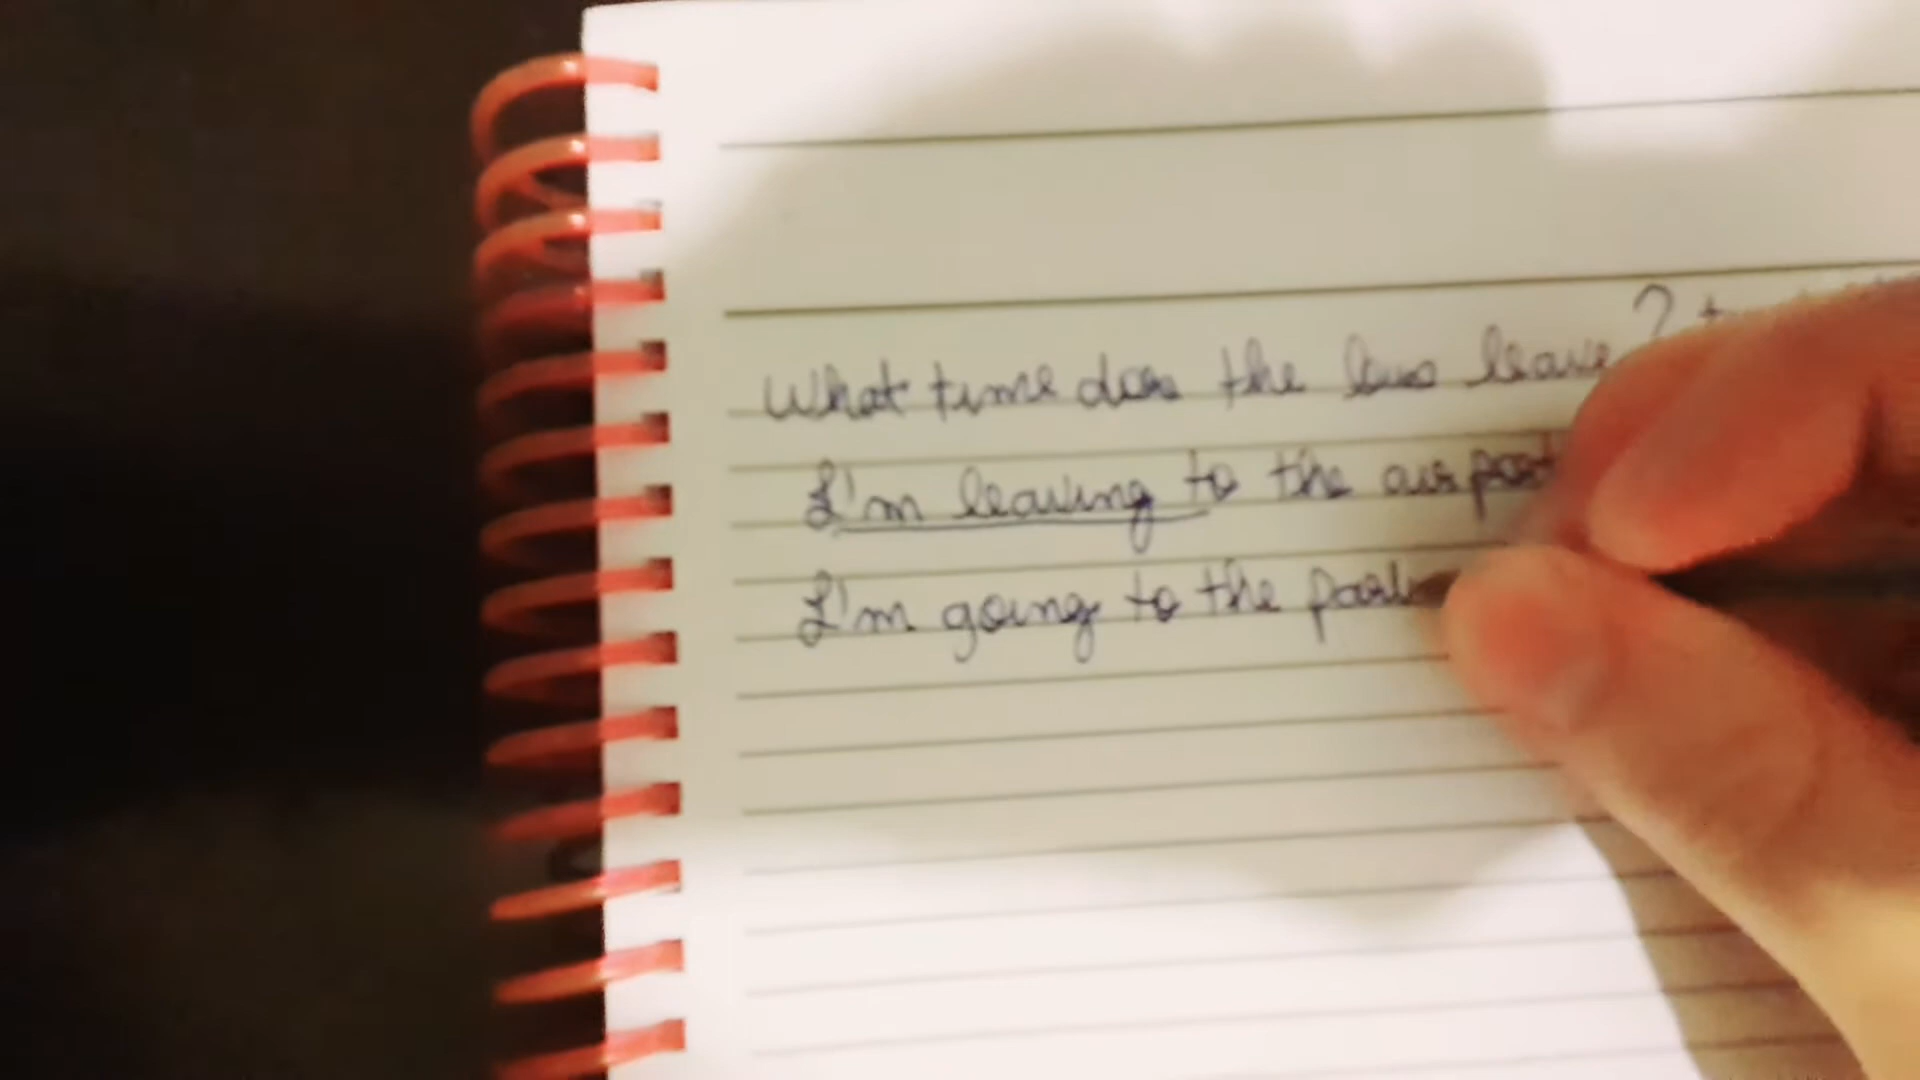 What time does the bus leave?
I'm leaving to the airport
I'm going to the park